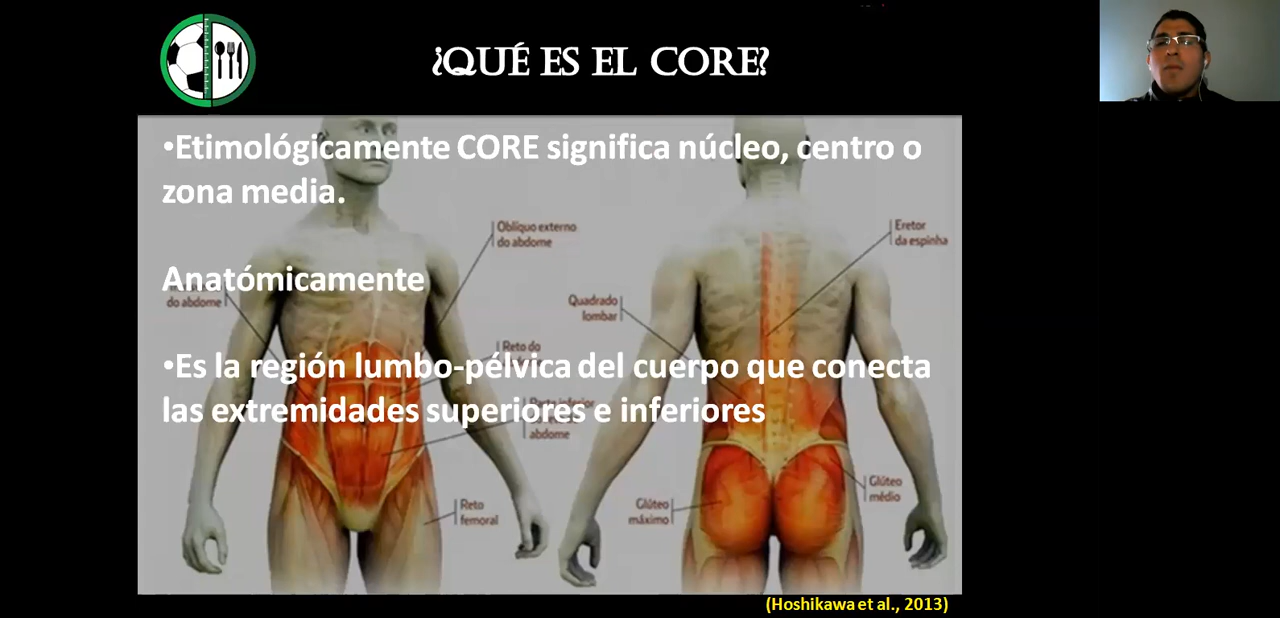 ¿QUÉ ES EL CORE?
•Etimológicamente CORE significa núcleo, centro o
zona media.
Anatómicamente
•Es la región lumbo-pélvica del cuerpo que conecta
las extremidades superiores e inferiores
do abdome
Oblíquo externo
do abdome
Reto do
abdome
Reto
femoral
Quadrado
lombar
Eretor
da espinha
Glúteo
máximo
Glúteo
médio
(Hoshikawa et al., 2013)